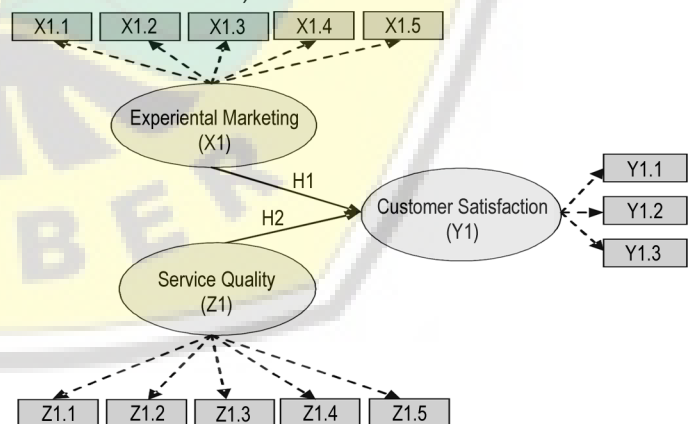 X1.1 X1.2 X1.3 X1.4 X1.5
Experiental Marketing
(X1)
H1
Y1.1
Customer Satisfaction
(Y1)
Y1.2
H2
Y1.3
Service Quality
(Z1)
BER
Z1.1 Z1.2 Z1.3 Z1.4 Z1.5